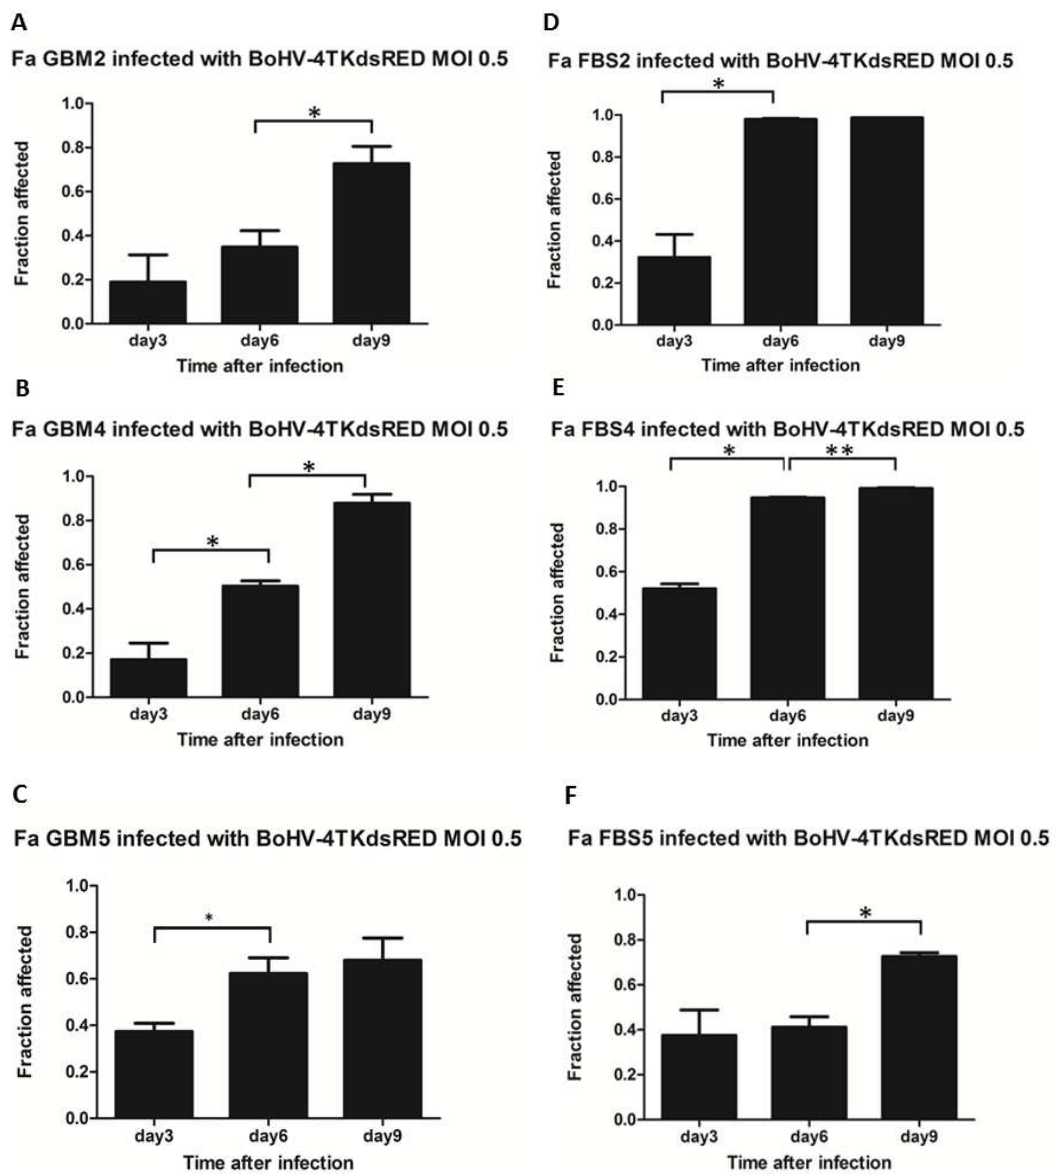 A
Fa GBM2 infected with BoHV-4TKdsRED MOI 0.5
*
1.0
0.8
0.6
0.4
0.2
0.0
Fraction affected
day3 day6 day9
Time after infection
B
Fa GBM4 infected with BoHV-4TKdsRED MOI 0.5
*
*
1.0
0.8
0.6
0.4
0.2
0.0
Fraction affected
day3 day6 day9
Time after infection
C
Fa GBM5 infected with BoHV-4TKdsRED MOI 0.5
*
1.0
0.8
0.6
0.4
0.2
0.0
Fraction affected
day3 day6 day9
Time after infection
D
Fa FBS2 infected with BoHV-4TKdsRED MOI 0.5
*
1.0
0.8
0.6
0.4
0.2
0.0
Fraction affected
day3 day6 day9
Time after infection
E
Fa FBS4 infected with BoHV-4TKdsRED MOI 0.5
* **
1.0
0.8
0.6
0.4
0.2
0.0
Fraction affected
day3 day6 day9
Time after infection
F
Fa FBS5 infected with BoHV-4TKdsRED MOI 0.5
*
1.0
0.8
0.6
0.4
0.2
0.0
Fraction affected
day3 day6 day9
Time after infection